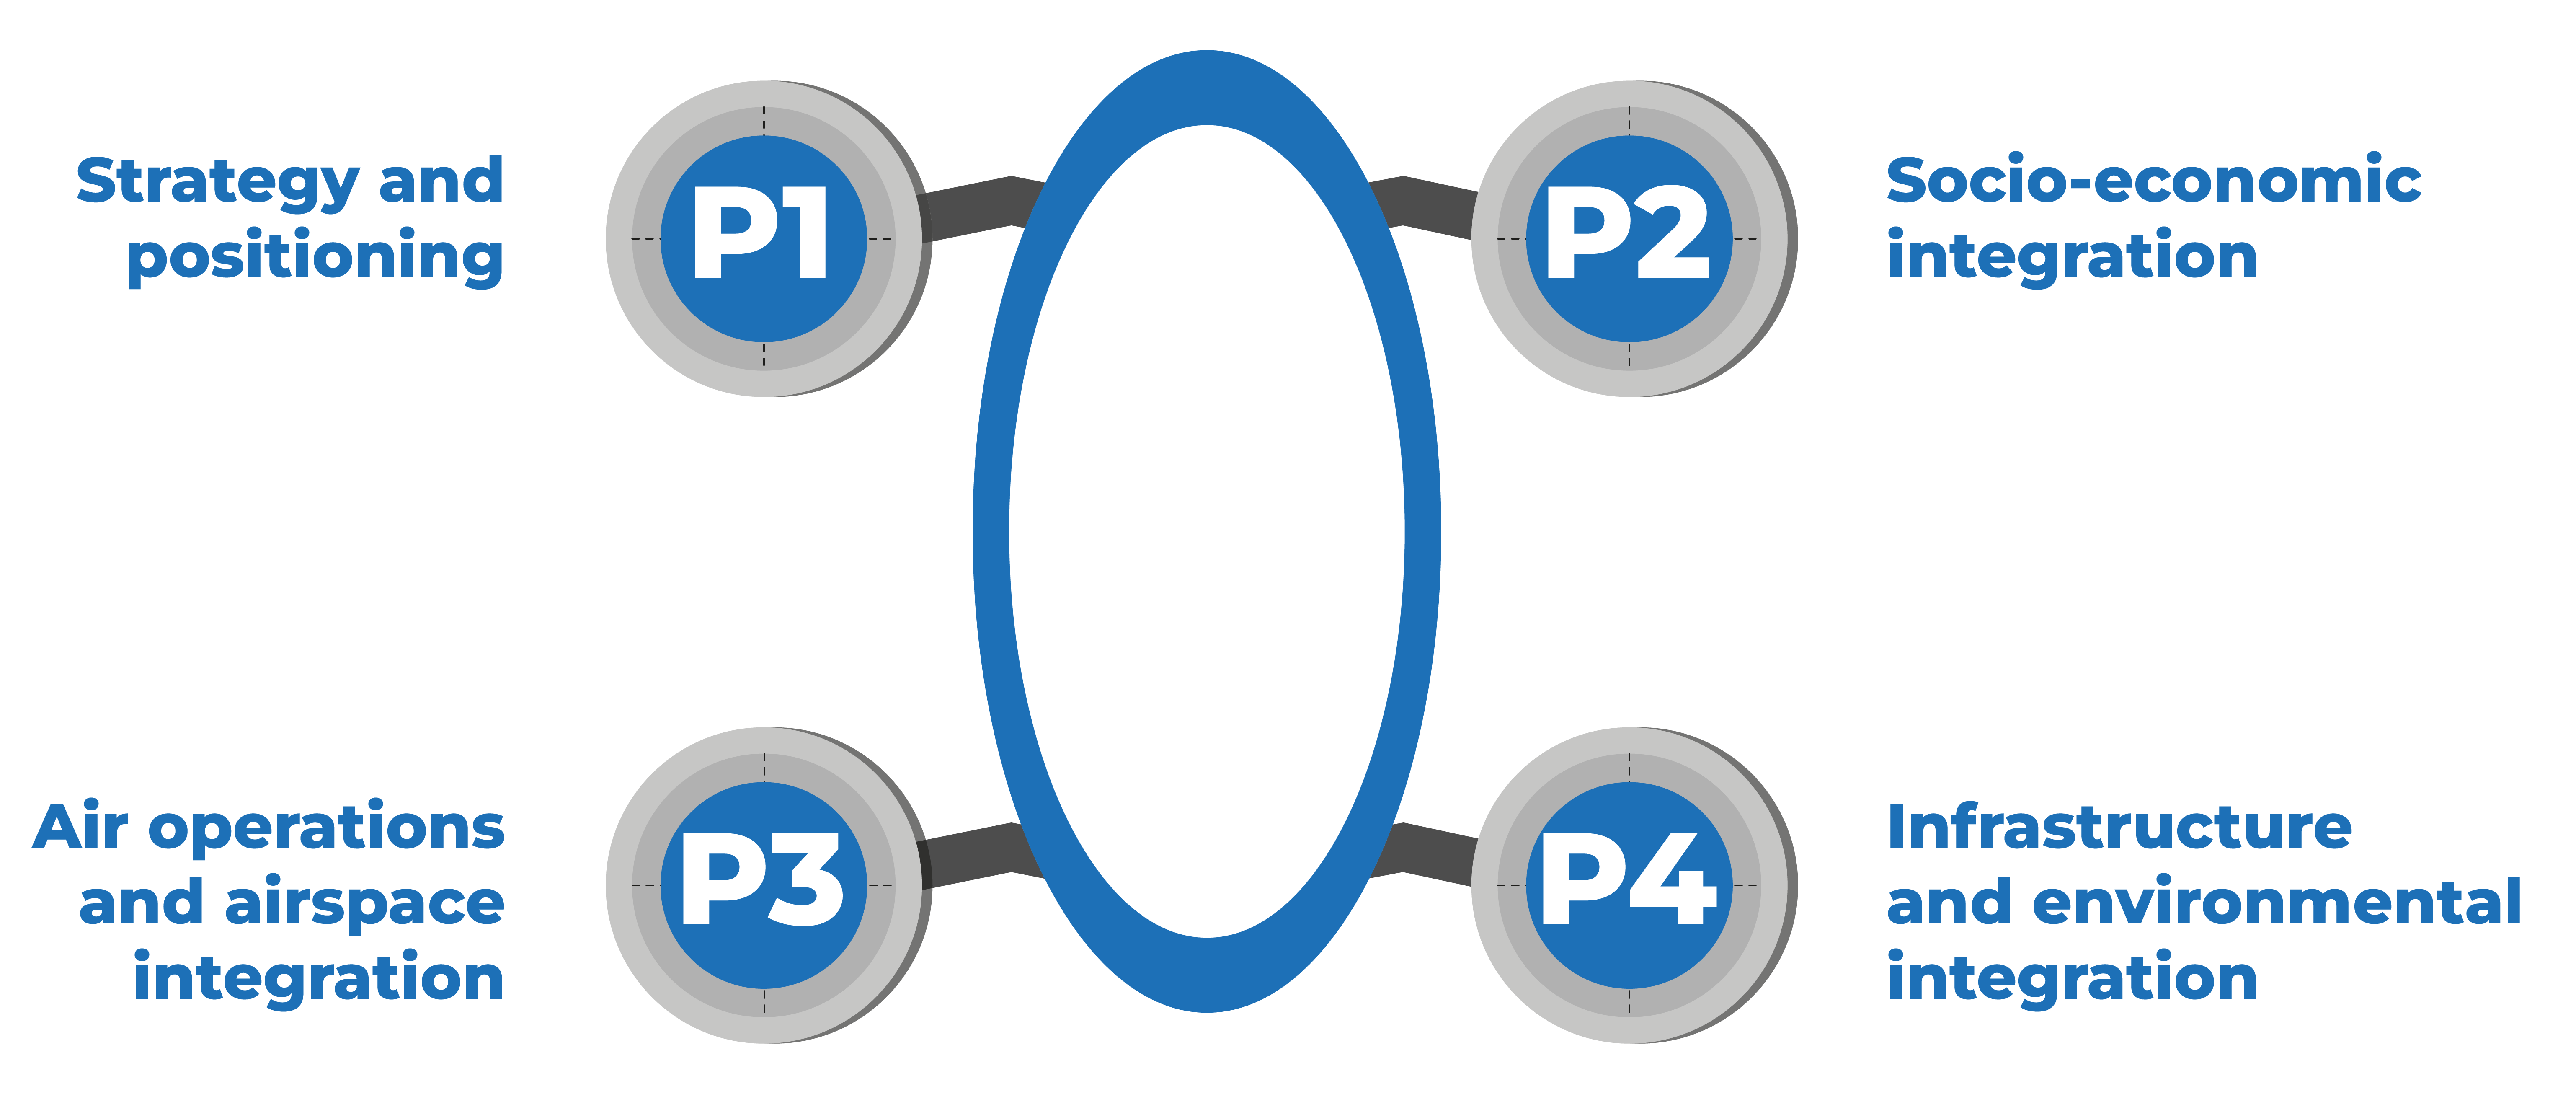 Strategy and
positioning
P1
P2
Socio-economic
integration
Air operations
and airspace
integration
P3
P4
Infrastructure
and environmental
integration